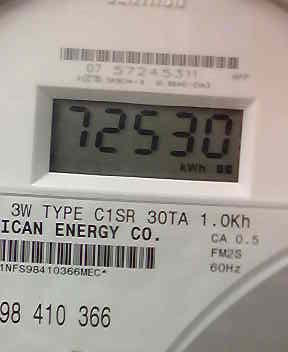 07 57245311
72530
kWh
3W TYPE C1SR 30TA 1.0Kh
ICAN ENERGY CO.
CA 0.5
FM2S
1NFS98410366MEC*
60Hz
98 410 366